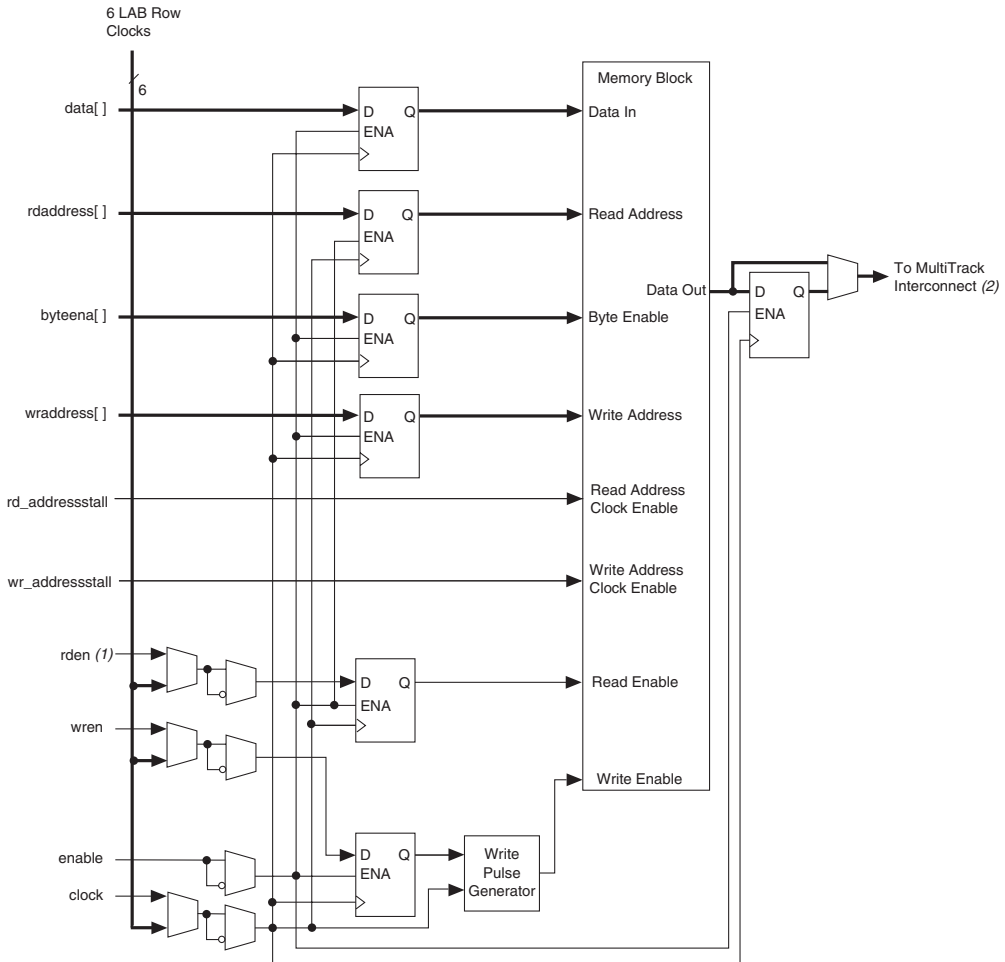 6 LAB Row
Clocks
6
data[ ]
D Q
ENA
Memory Block
Data In
rdaddress[ ]
D Q
ENA
Read Address
Data Out
D Q
ENA
To MultiTrack
Interconnect (2)
byteena[ ]
D Q
ENA
Byte Enable
wraddress[ ]
D Q
ENA
Write Address
rd_addressstall
Read Address
Clock Enable
wr_addressstall
Write Address
Clock Enable
rden (1)
D Q
ENA
Read Enable
wren
Write Enable
enable
D Q
ENA
Write
Pulse
Generator
clock